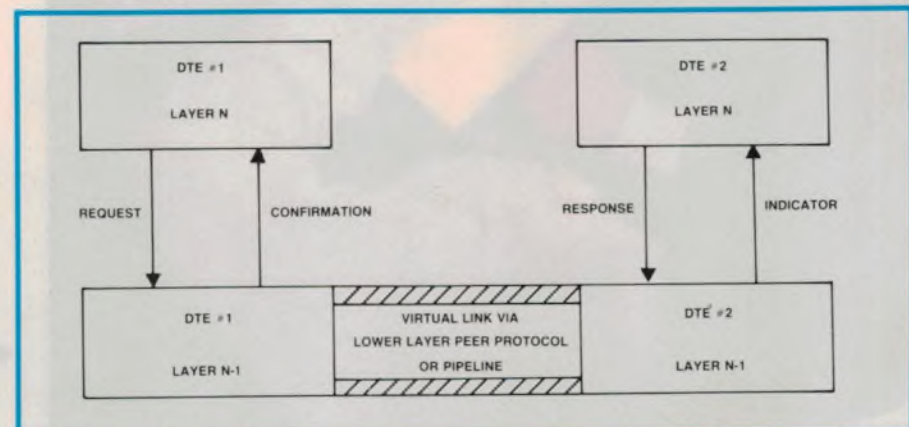 DTE #1
LAYER N
DTE #2
LAYER N
REQUEST
CONFIRMATION
RESPONSE
INDICATOR
DTE #1
LAYER N-1
VIRTUAL LINK VIA
LOWER LAYER PEER PROTOCOL
OR PIPELINE
DTE #2
LAYER N-1